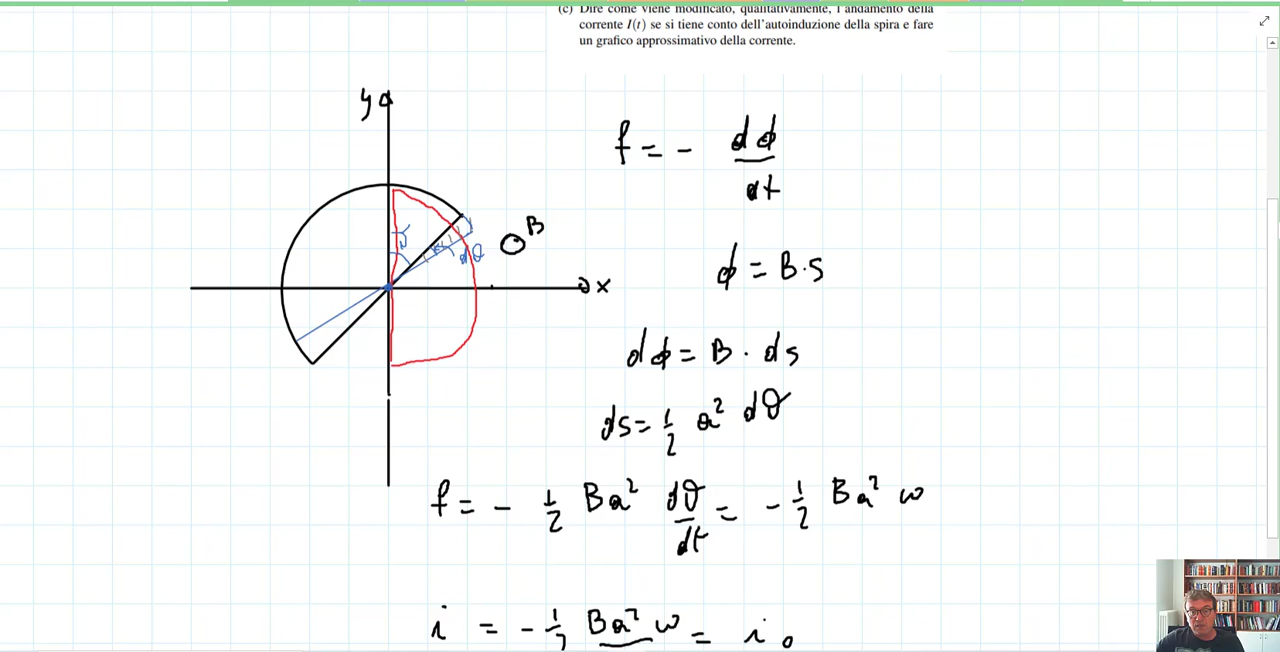 (c) Dire come viene modificato, qualitativamente, l'andamento della
corrente I(t) se si tiene conto dell'autoinduzione della spira e fare
un grafico approssimativo della corrente.
y
f = - dϕ/dt
B
dθ
x
ϕ = B·S
dϕ = B · ds
ds = 1/2 a² dθ
f = - 1/2 Ba² dθ/dt = - 1/2 Ba² ω
i = - 1/2 Ba² ω = i₀